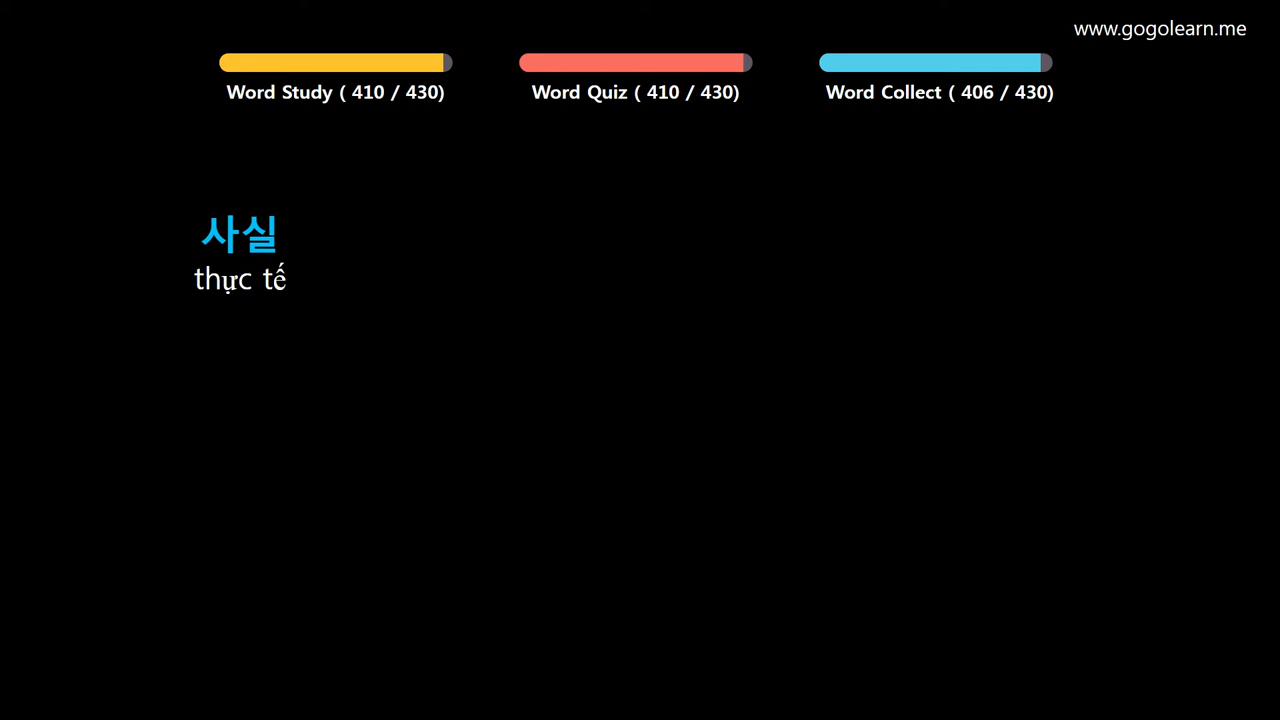 www.gogolearn.me
Word Study ( 410 / 430)
Word Quiz ( 410 / 430)
Word Collect ( 406 / 430)
사실
thực tế